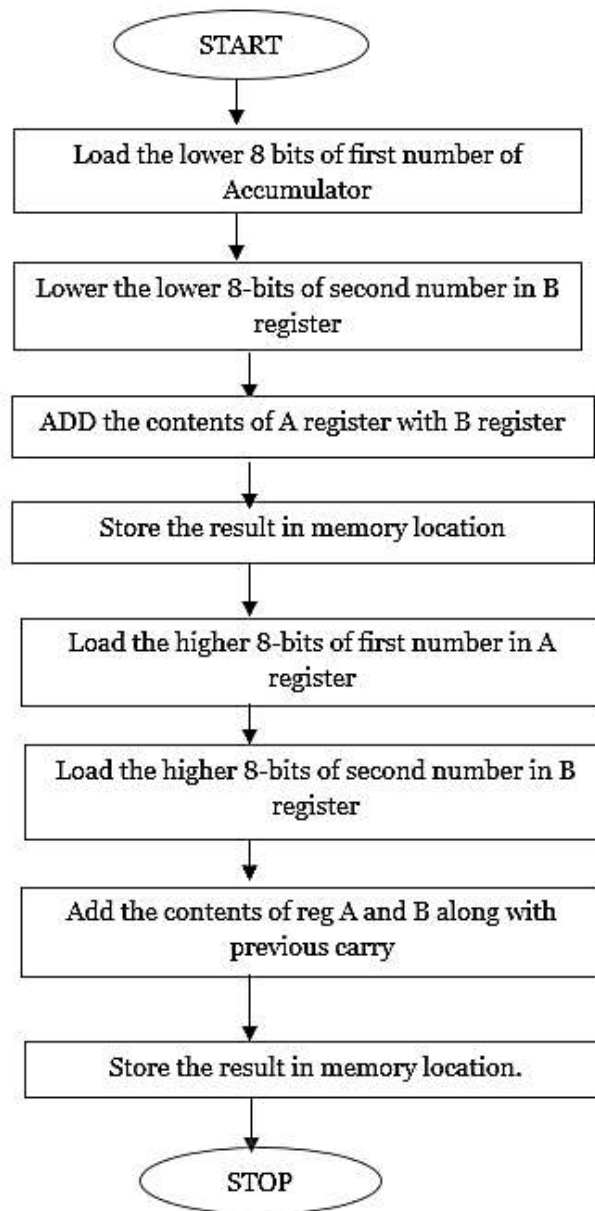 START
Load the lower 8 bits of first number of
Accumulator
Lower the lower 8-bits of second number in B
register
ADD the contents of A register with B register
Store the result in memory location
Load the higher 8-bits of first number in A
register
Load the higher 8-bits of second number in B
register
Add the contents of reg A and B along with
previous carry
Store the result in memory location.
STOP